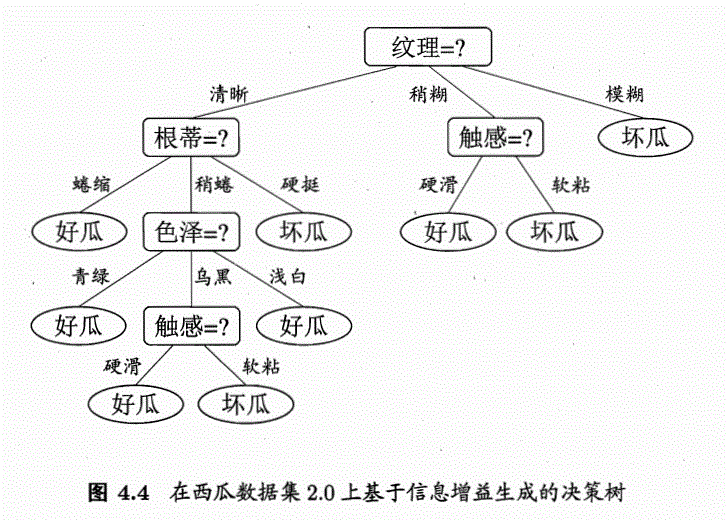 纹理=?
清晰 稍糊 模糊
根蒂=? 触感=? 坏瓜
蜷缩 稍蜷 硬挺 硬滑 软粘
好瓜 色泽=? 坏瓜 好瓜 坏瓜
青绿 乌黑 浅白
好瓜 触感=? 好瓜
硬滑 软粘
好瓜 坏瓜
图 4.4 在西瓜数据集 2.0 上基于信息增益生成的决策树